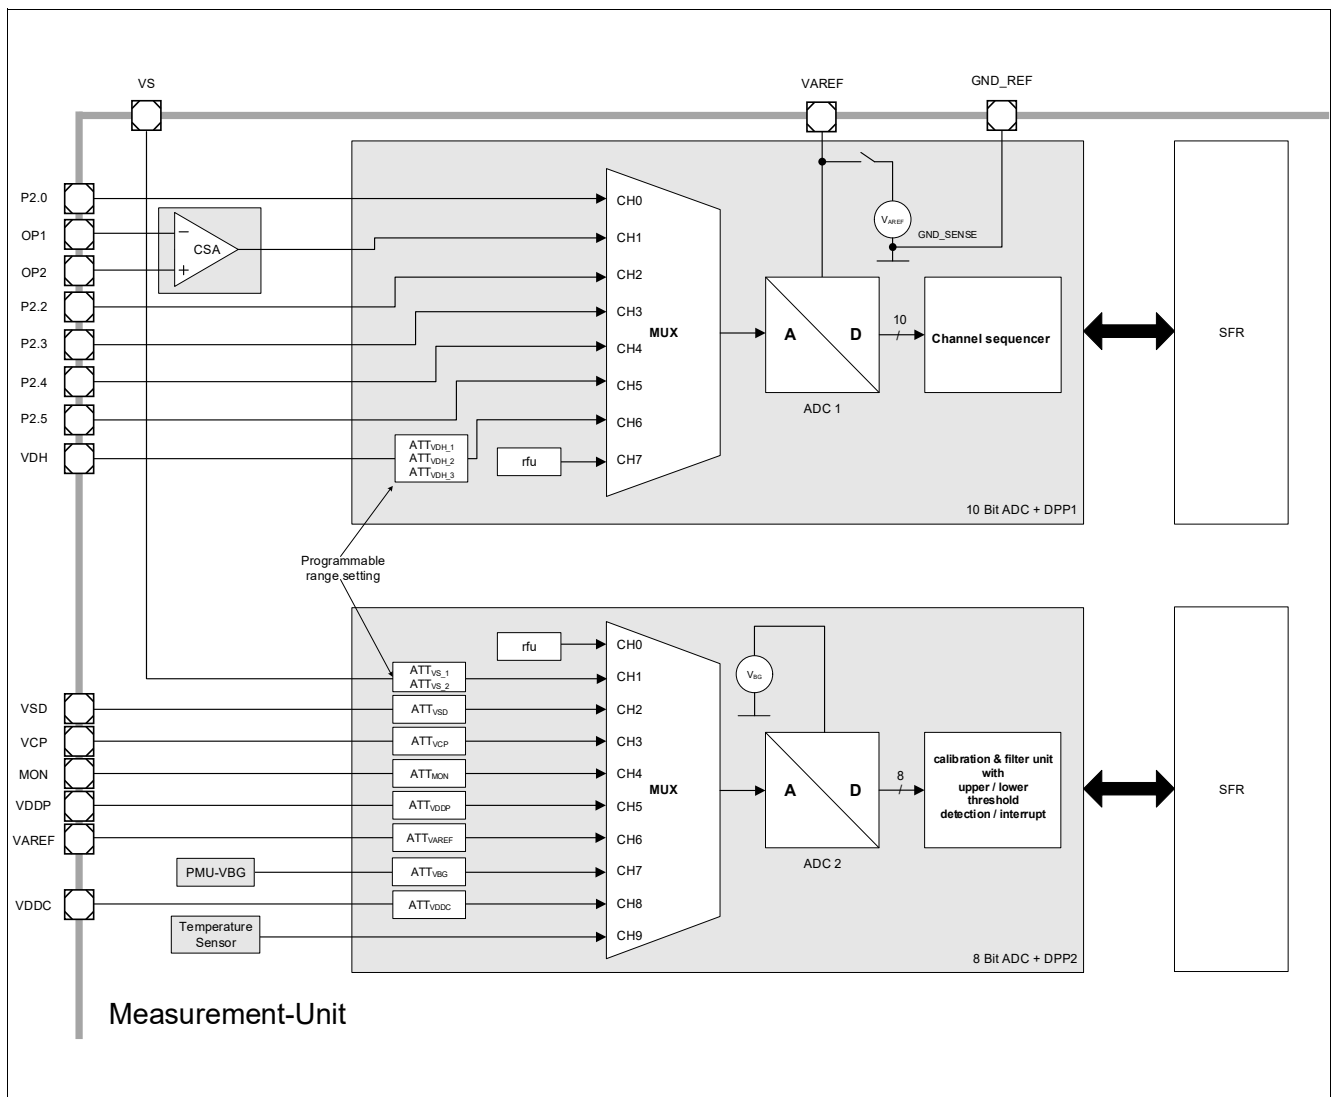 VS
VAREF
GND_REF
P2.0
OP1
OP2
P2.2
P2.3
P2.4
P2.5
VDH
−
CSA
+
ATTVDH_1
ATTVDH_2
ATTVDH_3
rfu
CH0
CH1
CH2
CH3
CH4
CH5
CH6
CH7
MUX
VAREF
GND_SENSE
A
D
ADC 1
10
Channel sequencer
10 Bit ADC + DPP1
SFR
Programmable
range setting
rfu
ATTVS_1
ATTVS_2
ATTVSD
ATTVCP
ATTMON
ATTVDDP
ATTVAREF
ATTVBG
ATTVDDC
VSD
VCP
MON
VDDP
VAREF
PMU-VBG
VDDC
Temperature
Sensor
CH0
CH1
CH2
CH3
CH4
CH5
CH6
CH7
CH8
CH9
MUX
VBG
A
D
ADC 2
8
calibration & filter unit
with
upper / lower
threshold
detection / interrupt
8 Bit ADC + DPP2
SFR
Measurement-Unit